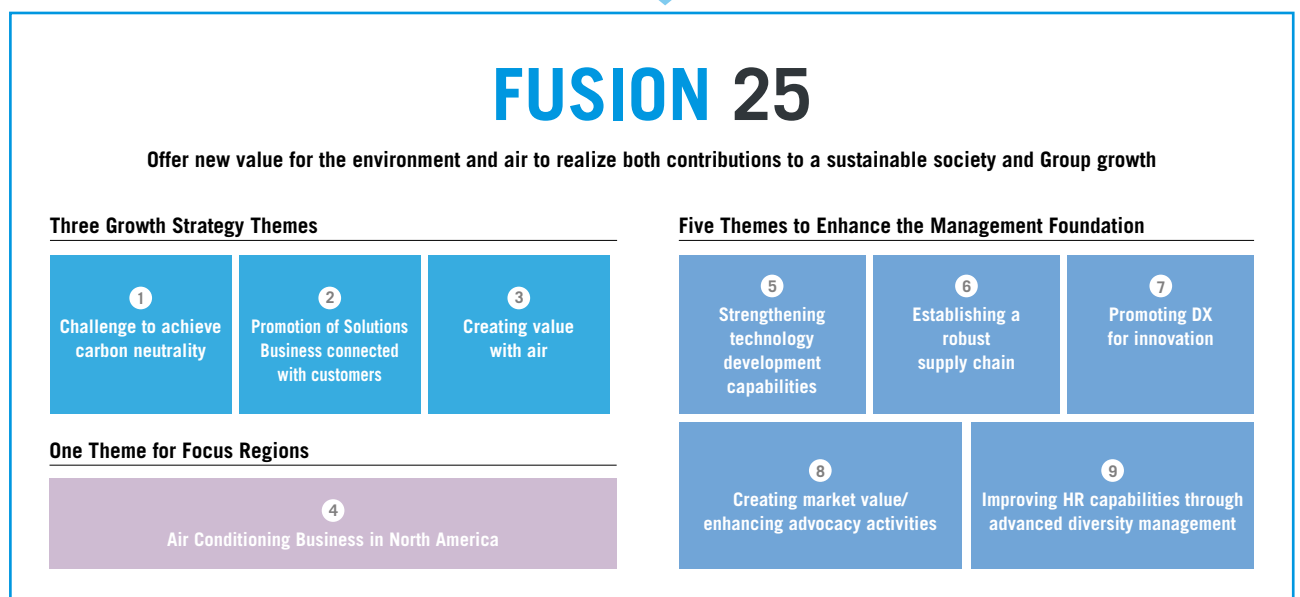 FUSION 25
Offer new value for the environment and air to realize both contributions to a sustainable society and Group growth
Three Growth Strategy Themes
1
Challenge to achieve
carbon neutrality
2
Promotion of Solutions
Business connected
with customers
3
Creating value
with air
One Theme for Focus Regions
4
Air Conditioning Business in North America
Five Themes to Enhance the Management Foundation
5
Strengthening
technology
development
capabilities
6
Establishing a
robust
supply chain
7
Promoting DX
for innovation
8
Creating market value/
enhancing advocacy activities
9
Improving HR capabilities through
advanced diversity management